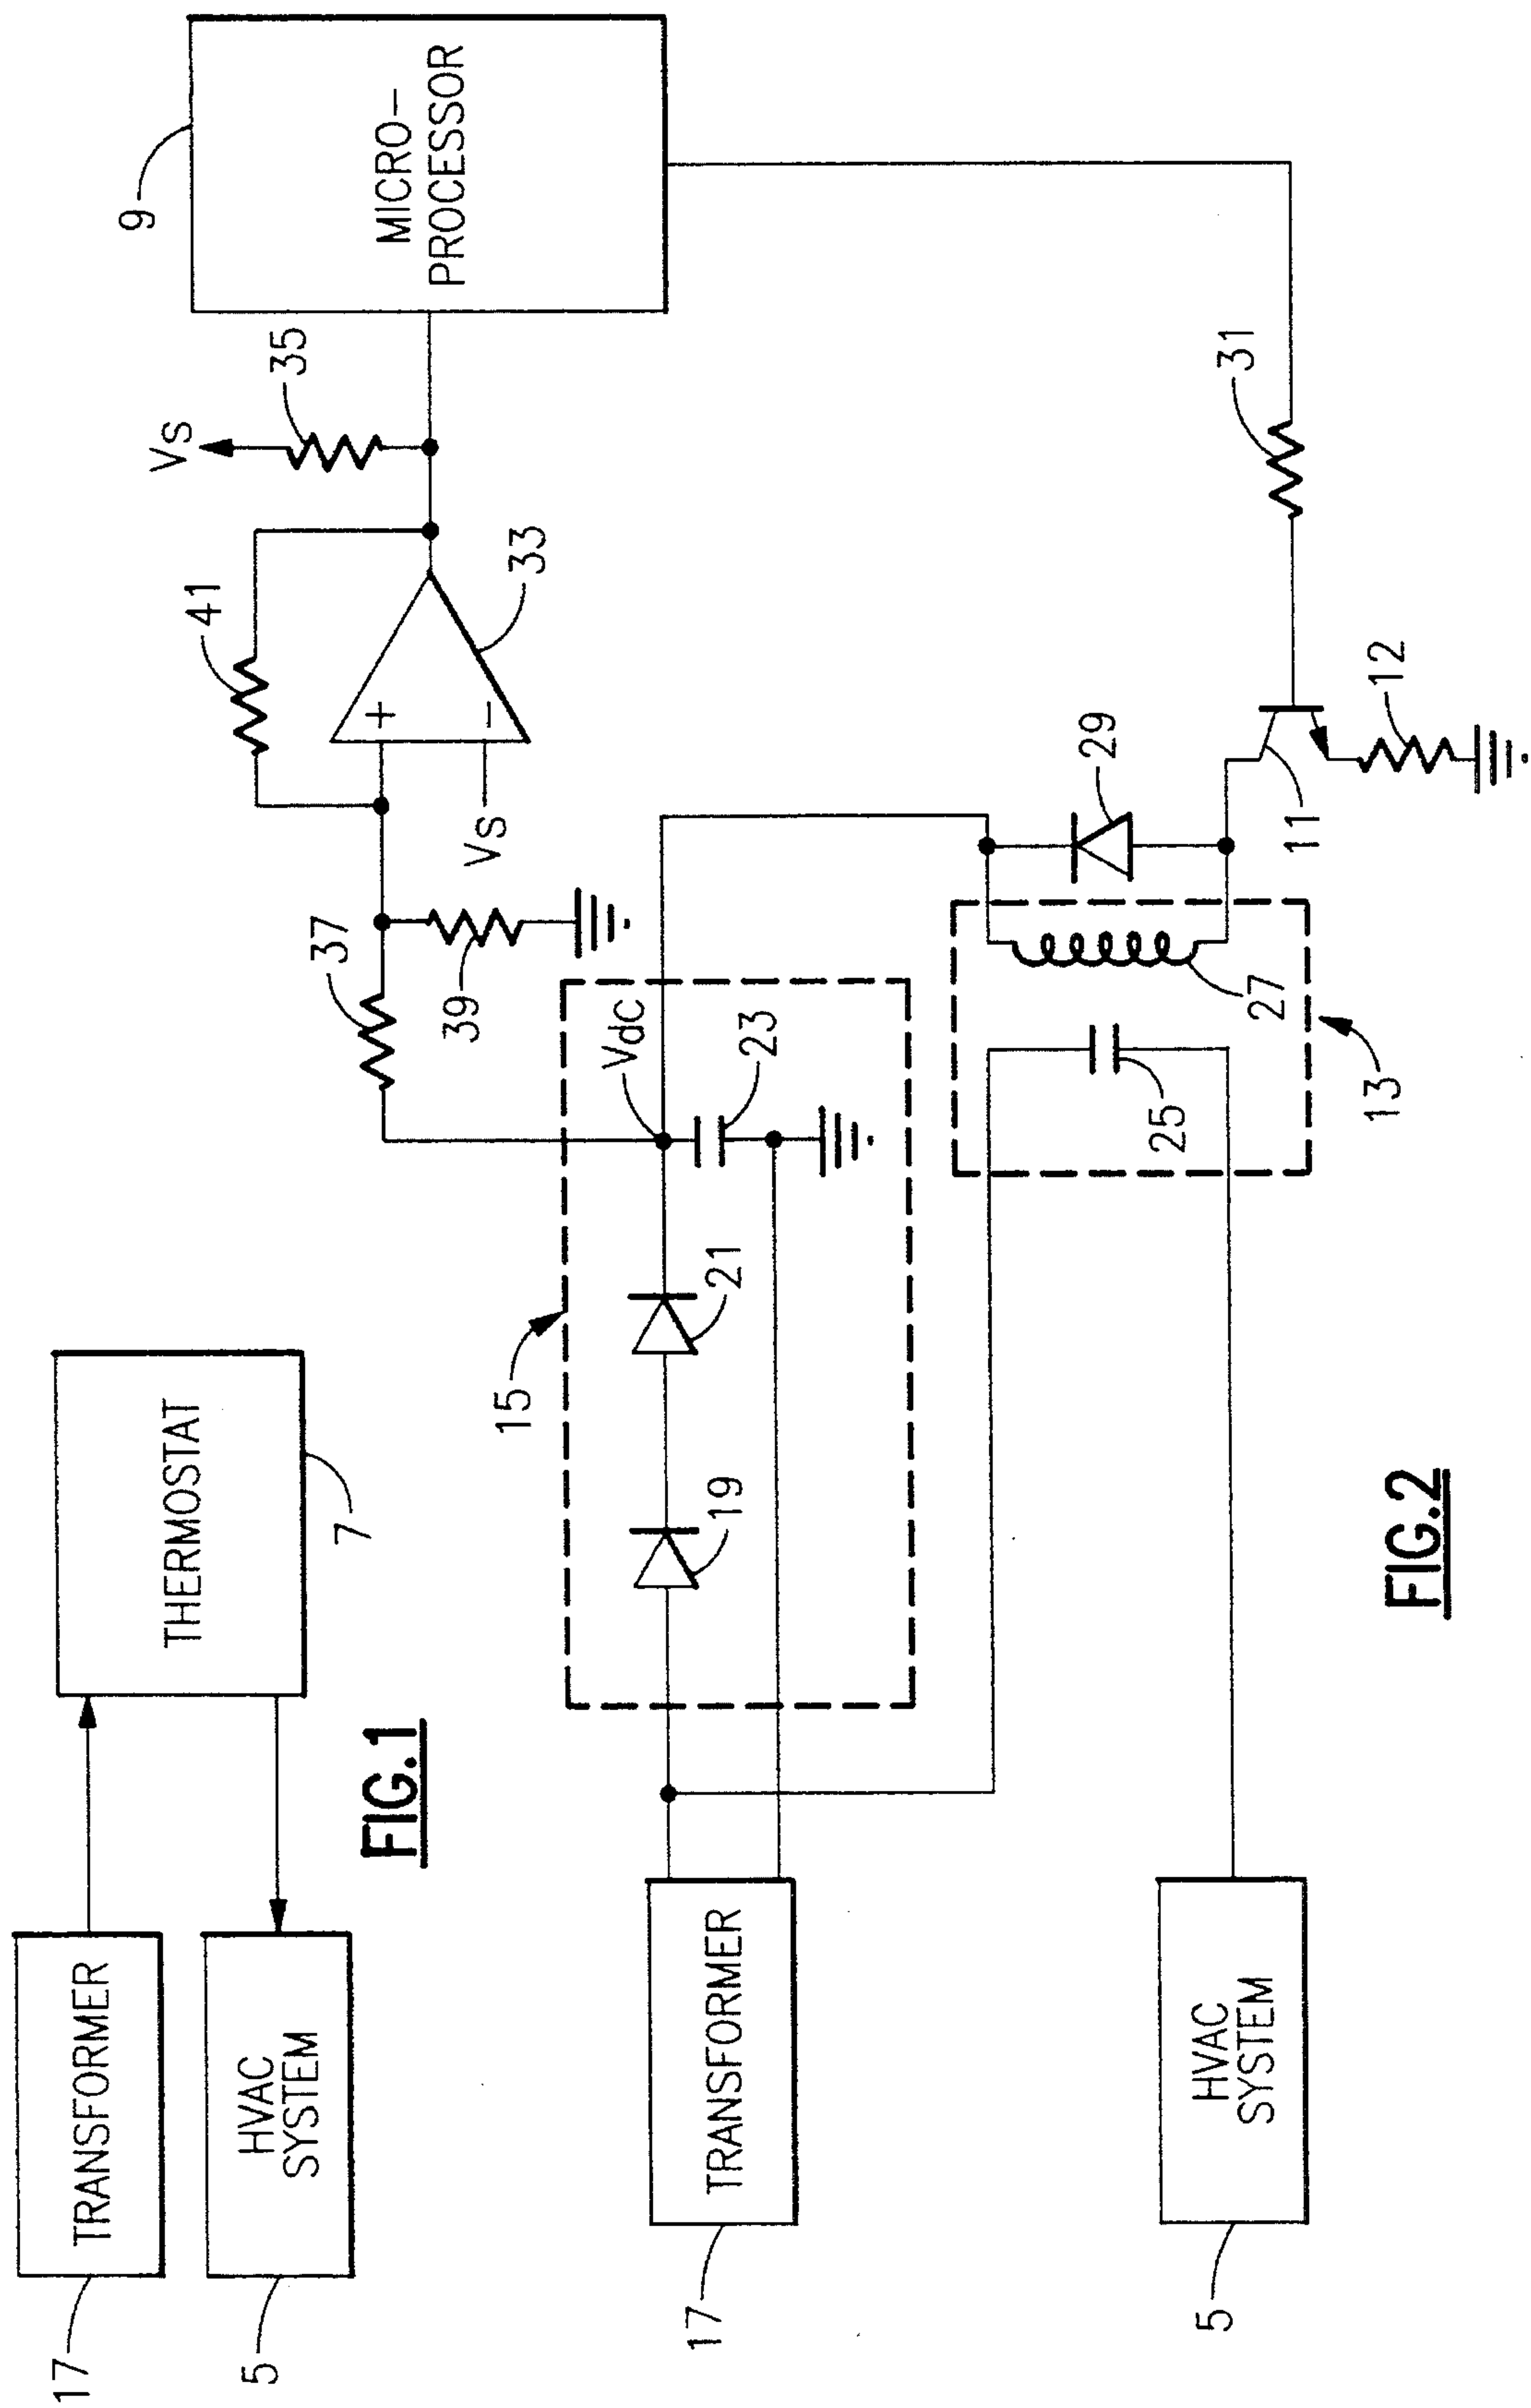 17
TRANSFORMER
THERMOSTAT
7
5
HVAC
SYSTEM
FIG.1
9
MICRO-
PROCESSOR
Vs
35
41
33
+
−
Vs
37
39
15
Vdc
23
21
19
17
TRANSFORMER
31
29
12
11
27
25
13
5
HVAC
SYSTEM
FIG.2